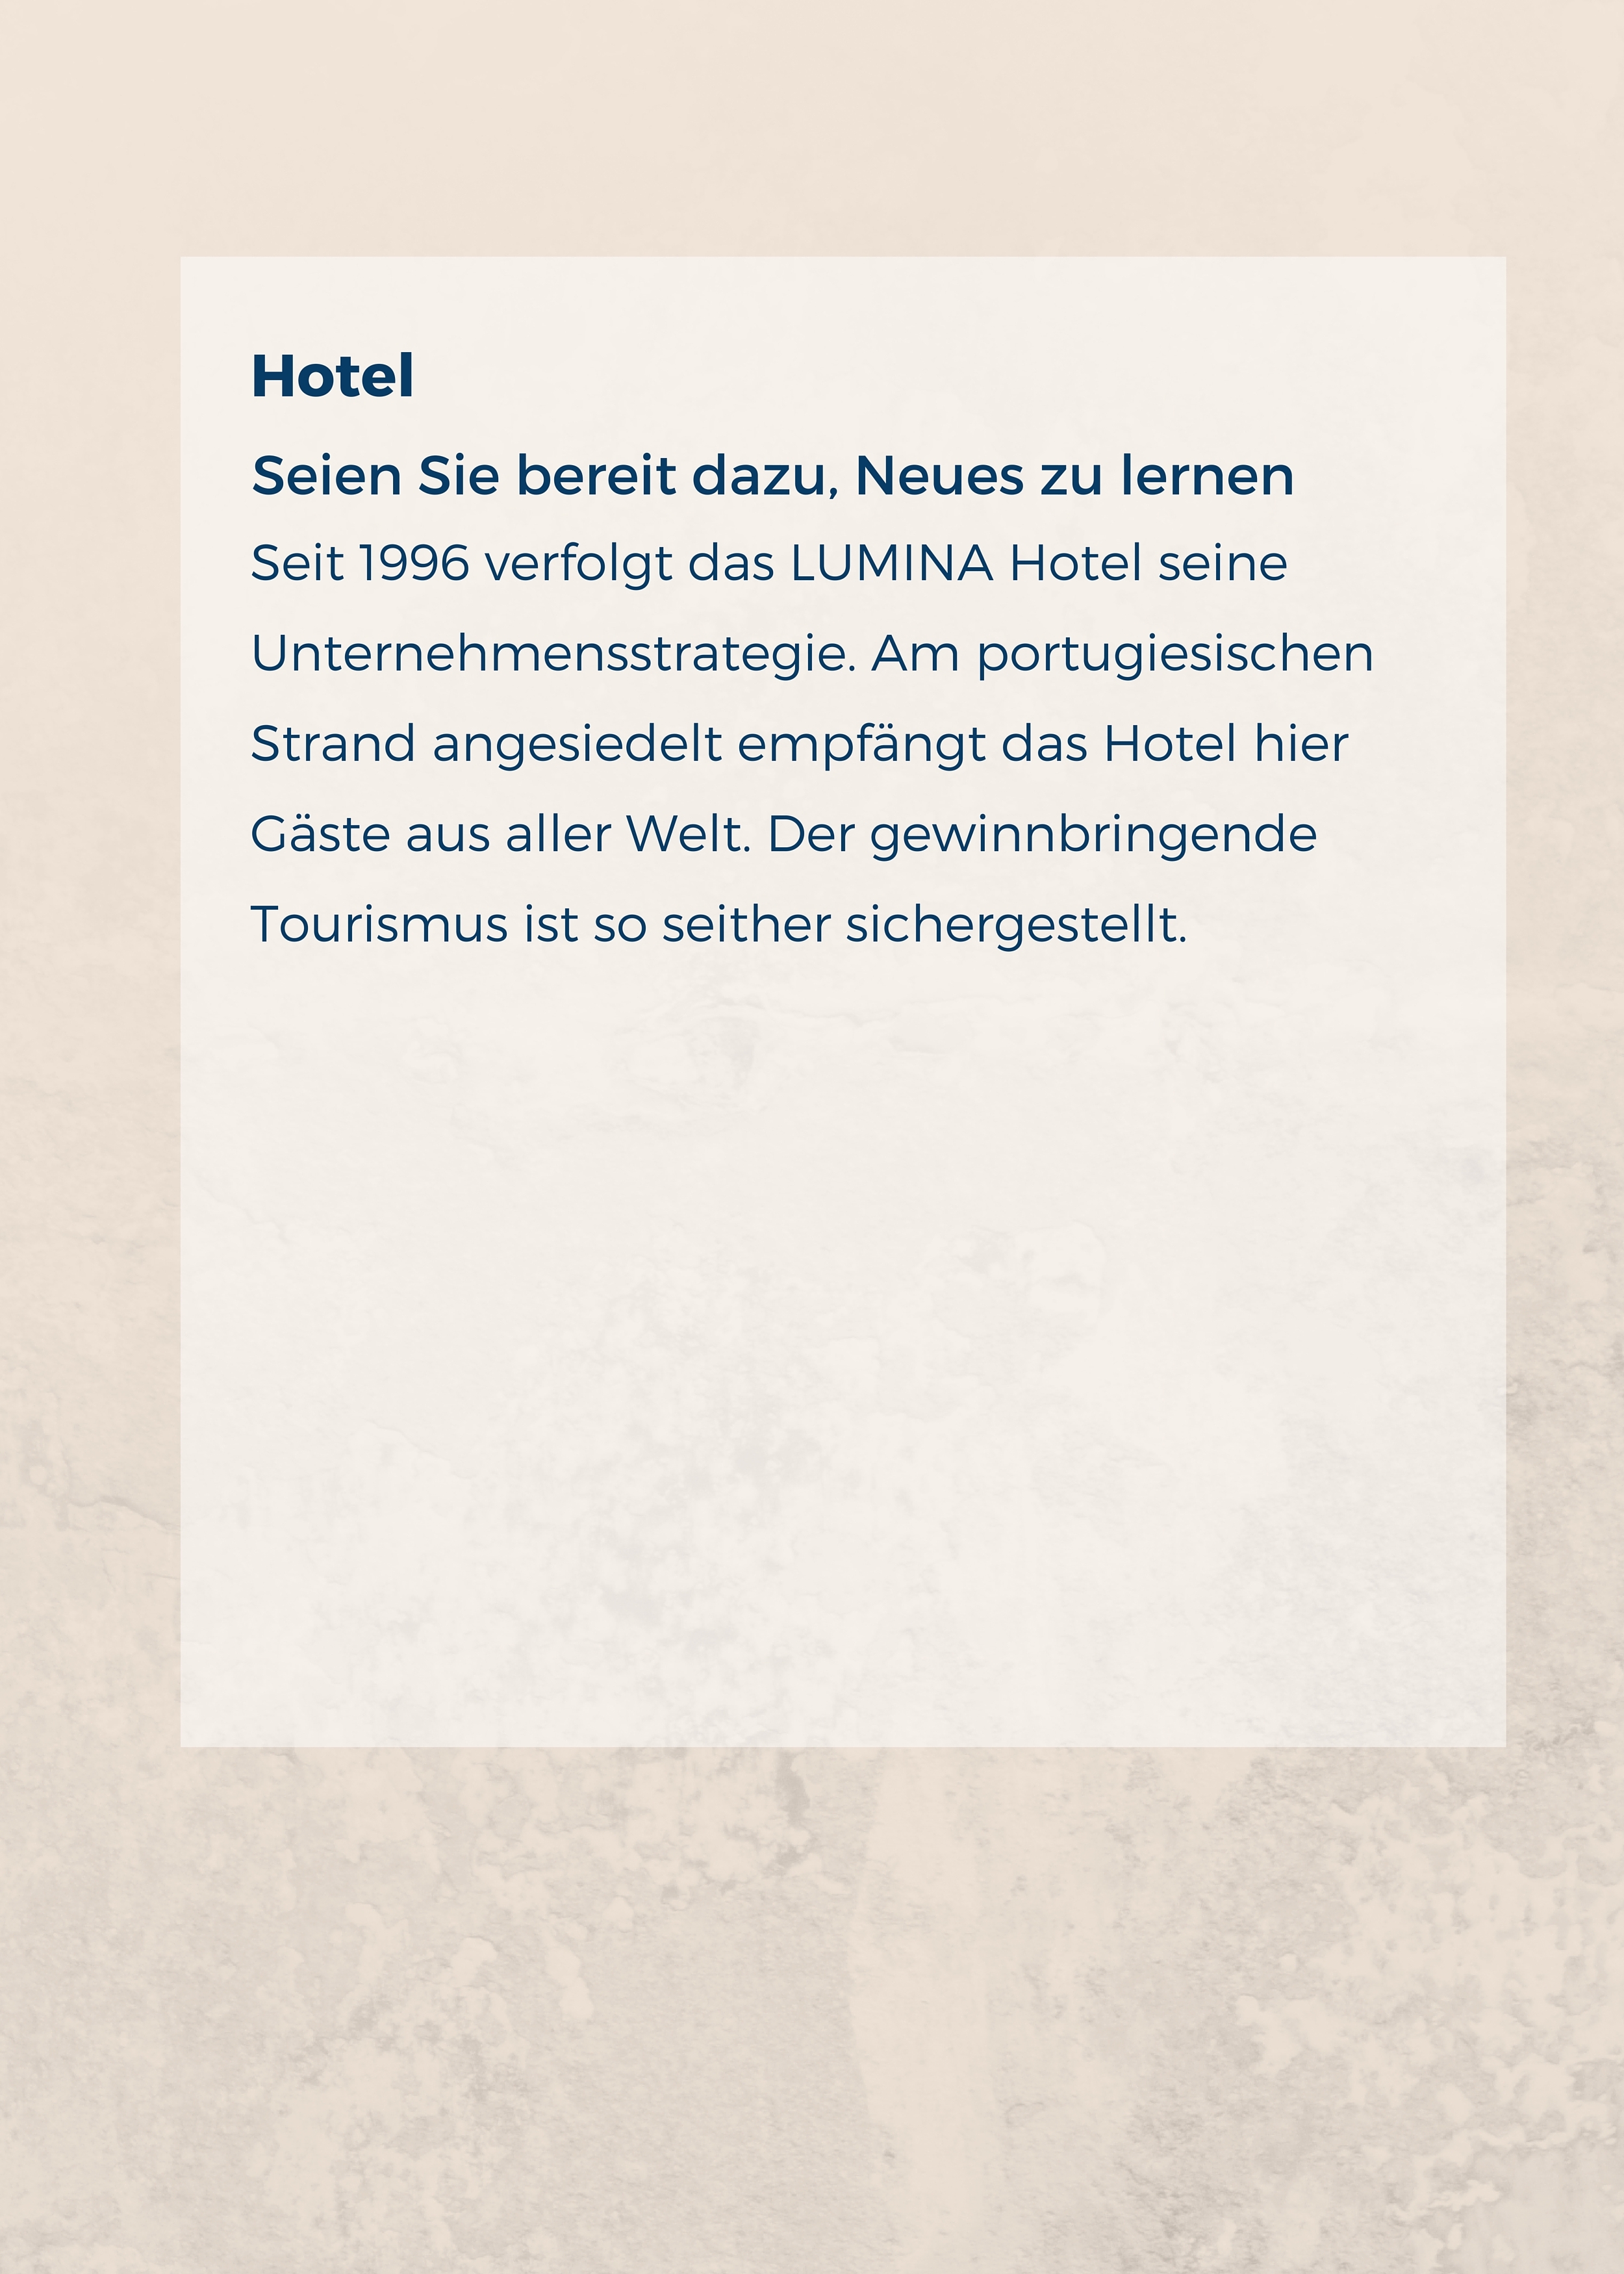 Hotel
Seien Sie bereit dazu, Neues zu lernen
Seit 1996 verfolgt das LUMINA Hotel seine
Unternehmensstrategie. Am portugiesischen
Strand angesiedelt empfängt das Hotel hier
Gäste aus aller Welt. Der gewinnbringende
Tourismus ist so seither sichergestellt.